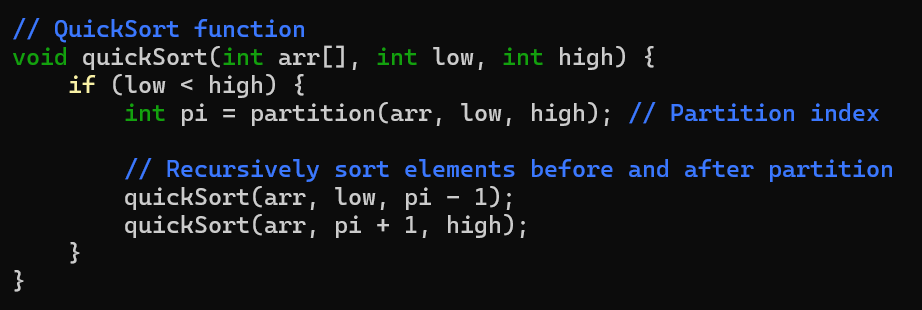 // QuickSort function
void quickSort(int arr[], int low, int high) {
    if (low < high) {
        int pi = partition(arr, low, high); // Partition index

        // Recursively sort elements before and after partition
        quickSort(arr, low, pi - 1);
        quickSort(arr, pi + 1, high);
    }
}